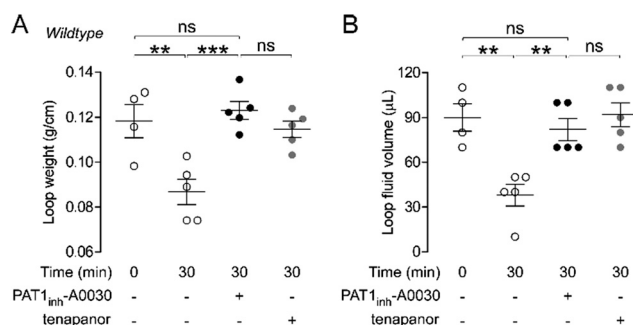 A
Wildtype
ns
** *** ns
Loop weight (g/cm)
0.14
0.12
0.10
0.08
0.06
Time (min) 0 30 30 30
PAT1inh-A0030 - - + -
tenapanor - - - +
B
ns
** ** ns
Loop fluid volume (µL)
120
90
60
30
0
Time (min) 0 30 30 30
PAT1inh-A0030 - - + -
tenapanor - - - +